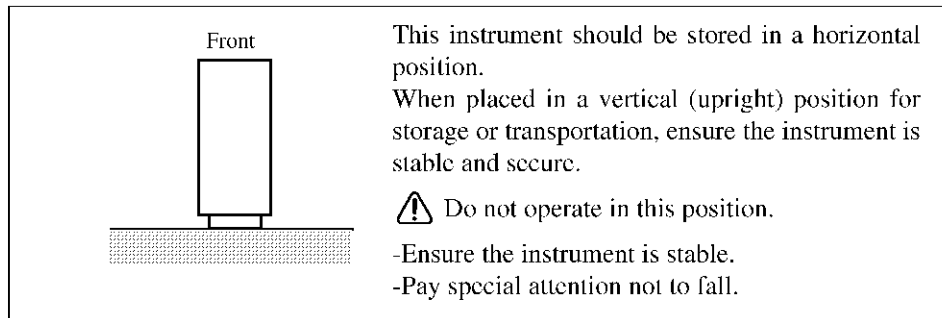 Front
This instrument should be stored in a horizontal
position.
When placed in a vertical (upright) position for
storage or transportation, ensure the instrument is
stable and secure.
Do not operate in this position.
-Ensure the instrument is stable.
-Pay special attention not to fall.